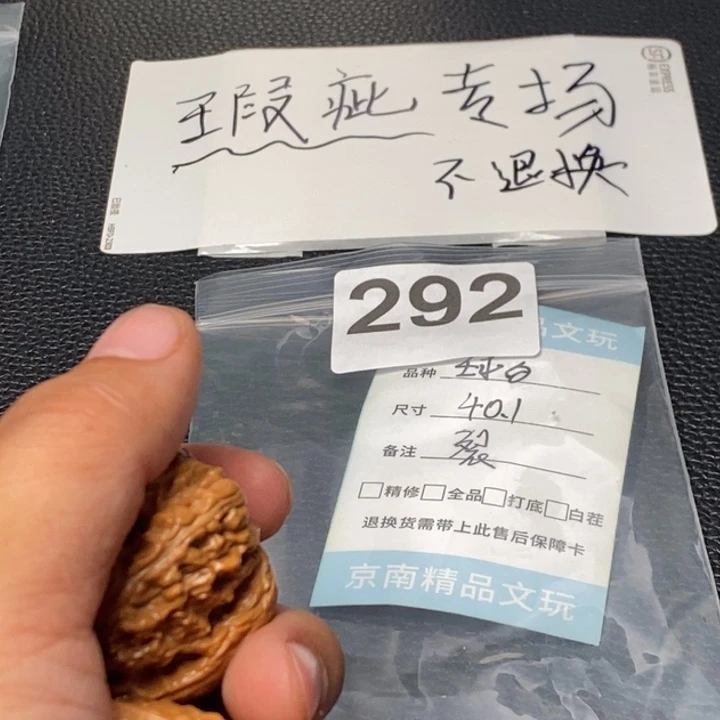 瑕疵专场
不退换
292
品文玩
品种
尺寸 40.1
备注 裂
精修 全品 打底 白茬
退换货需带上此售后保障卡
京南精品文玩